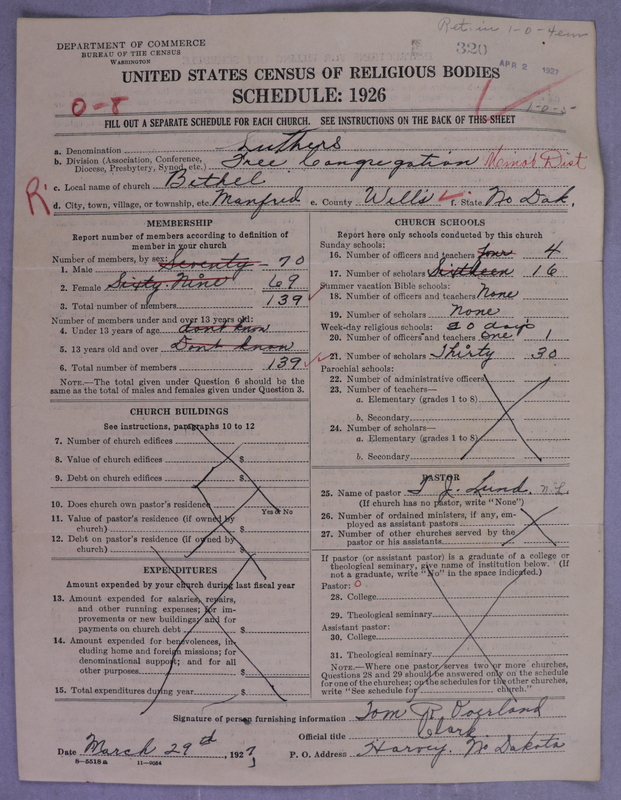 Ret. in 1-0-4em
DEPARTMENT OF COMMERCE
BUREAU OF THE CENSUS
WASHINGTON
320
APR 2 1927
UNITED STATES CENSUS OF RELIGIOUS BODIES
SCHEDULE: 1926
0-8
1-0-5
FILL OUT A SEPARATE SCHEDULE FOR EACH CHURCH. SEE INSTRUCTIONS ON THE BACK OF THIS SHEET
a. Denomination Luthers
b. Division (Association, Conference, Diocese, Presbytery, Synod, etc.) Free Congregation Minot Dist
R.
c. Local name of church Bethel
d. City, town, village, or township, etc. Manfred e. County Wells f. State No Dak.
MEMBERSHIP
Report number of members according to definition of member in your church
Number of members, by sex:
1. Male Seventy 70
2. Female Sixty Nine 69
3. Total number of members 139
Number of members under and over 13 years old:
4. Under 13 years of age dont know
5. 13 years old and over Dont know
6. Total number of members 139
NOTE.—The total given under Question 6 should be the same as the total of males and females given under Question 3.
CHURCH BUILDINGS
See instructions, paragraphs 10 to 12
7. Number of church edifices
8. Value of church edifices $
9. Debt on church edifices $
10. Does church own pastor's residence Yes or No
11. Value of pastor's residence (if owned by church) $
12. Debt on pastor's residence (if owned by church) $
EXPENDITURES
Amount expended by your church during last fiscal year
13. Amount expended for salaries, repairs, and other running expenses; for improvements or new buildings; and for payments on church debt $
14. Amount expended for benevolences, including home and foreign missions; for denominational support; and for all other purposes $
15. Total expenditures during year $
CHURCH SCHOOLS
Report here only schools conducted by this church
Sunday schools:
16. Number of officers and teachers four 4
17. Number of scholars Sixtheen 16
Summer vacation Bible schools:
18. Number of officers and teachers None
19. Number of scholars None
Week-day religious schools: 20 days
20. Number of officers and teachers One 1
21. Number of scholars Thirty 30
Parochial schools:
22. Number of administrative officers
23. Number of teachers—
a. Elementary (grades 1 to 8)
b. Secondary
24. Number of scholars—
a. Elementary (grades 1 to 8)
b. Secondary
PASTOR
25. Name of pastor T J. Lund. n.L.
(If church has no pastor, write "None")
26. Number of ordained ministers, if any, employed as assistant pastors
27. Number of other churches served by the pastor or his assistants
If pastor (or assistant pastor) is a graduate of a college or theological seminary, give name of institution below. (If not a graduate, write "No" in the space indicated.)
Pastor: O
28. College
29. Theological seminary
Assistant pastor:
30. College
31. Theological seminary
NOTE.—Where one pastor serves two or more churches, Questions 28 and 29 should be answered only on the schedule for one of the churches; on the schedules for the other churches, write "See schedule for church."
Signature of person furnishing information Tom R Overland
Official title Clark
Date March 29th, 1927
P. O. Address Harvey. No Dakota
8—5518a 11—9054